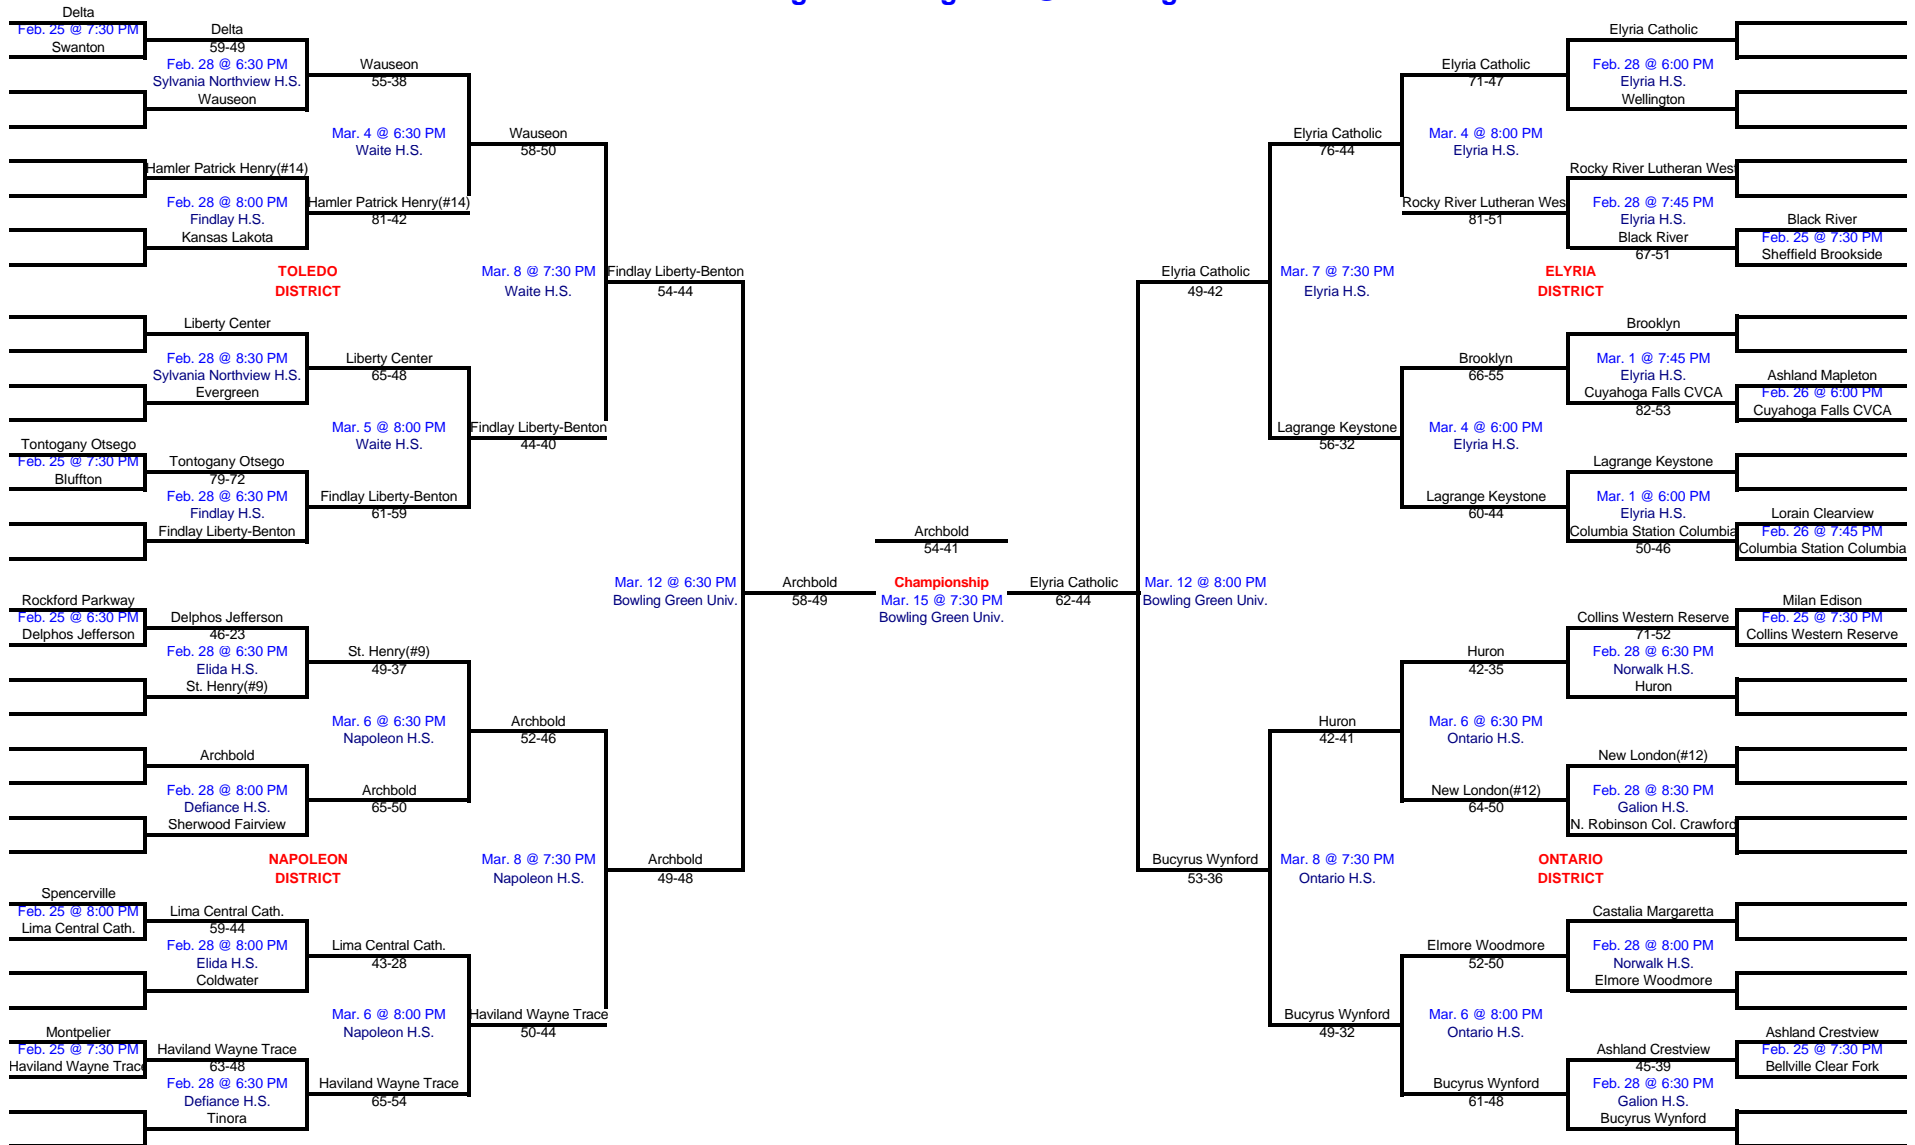 Delta
Feb. 25 @ 7:30 PM
Swanton
Delta
59-49
Feb. 28 @ 6:30 PM
Sylvania Northview H.S.
Wauseon
Wauseon
55-38
Mar. 4 @ 6:30 PM
Waite H.S.
Hamler Patrick Henry(#14)
Feb. 28 @ 8:00 PM
Findlay H.S.
Kansas Lakota
Hamler Patrick Henry(#14)
81-42
Wauseon
58-50
TOLEDO
DISTRICT
Mar. 8 @ 7:30 PM
Waite H.S.
Findlay Liberty-Benton
54-44
Liberty Center
Feb. 28 @ 8:30 PM
Sylvania Northview H.S.
Evergreen
Liberty Center
65-48
Mar. 5 @ 8:00 PM
Waite H.S.
Findlay Liberty-Benton
44-40
Tontogany Otsego
Feb. 25 @ 7:30 PM
Bluffton
Tontogany Otsego
79-72
Feb. 28 @ 6:30 PM
Findlay H.S.
Findlay Liberty-Benton
Findlay Liberty-Benton
61-59
Rockford Parkway
Feb. 25 @ 6:30 PM
Delphos Jefferson
Delphos Jefferson
46-23
Feb. 28 @ 6:30 PM
Elida H.S.
St. Henry(#9)
St. Henry(#9)
49-37
Mar. 6 @ 6:30 PM
Napoleon H.S.
Archbold
52-46
Archbold
Feb. 28 @ 8:00 PM
Defiance H.S.
Sherwood Fairview
Archbold
65-50
NAPOLEON
DISTRICT
Mar. 8 @ 7:30 PM
Napoleon H.S.
Archbold
49-48
Spencerville
Feb. 25 @ 8:00 PM
Lima Central Cath.
Lima Central Cath.
59-44
Feb. 28 @ 8:00 PM
Elida H.S.
Coldwater
Lima Central Cath.
43-28
Mar. 6 @ 8:00 PM
Napoleon H.S.
Haviland Wayne Trace
50-44
Montpelier
Feb. 25 @ 7:30 PM
Haviland Wayne Trace
Haviland Wayne Trace
63-48
Feb. 28 @ 6:30 PM
Defiance H.S.
Tinora
Haviland Wayne Trace
65-54
Mar. 12 @ 6:30 PM
Bowling Green Univ.
Archbold
58-49
Archbold
54-41
Championship
Mar. 15 @ 7:30 PM
Bowling Green Univ.
Elyria Catholic
62-44
Mar. 12 @ 8:00 PM
Bowling Green Univ.
Elyria Catholic
Feb. 28 @ 6:00 PM
Elyria H.S.
Wellington
Elyria Catholic
71-47
Elyria Catholic
76-44
Mar. 4 @ 8:00 PM
Elyria H.S.
Rocky River Lutheran Wes
81-51
Rocky River Lutheran West
Feb. 28 @ 7:45 PM
Elyria H.S.
Black River
67-51
Black River
Feb. 25 @ 7:30 PM
Sheffield Brookside
Elyria Catholic
49-42
Mar. 7 @ 7:30 PM
Elyria H.S.
ELYRIA
DISTRICT
Brooklyn
Mar. 1 @ 7:45 PM
Elyria H.S.
Cuyahoga Falls CVCA
82-53
Ashland Mapleton
Feb. 26 @ 6:00 PM
Cuyahoga Falls CVCA
Brooklyn
66-55
Lagrange Keystone
56-32
Mar. 4 @ 6:00 PM
Elyria H.S.
Lagrange Keystone
60-44
Lagrange Keystone
Mar. 1 @ 6:00 PM
Elyria H.S.
Columbia Station Columbia
50-46
Lorain Clearview
Feb. 26 @ 7:45 PM
Columbia Station Columbia
Milan Edison
Feb. 25 @ 7:30 PM
Collins Western Reserve
Collins Western Reserve
71-52
Feb. 28 @ 6:30 PM
Norwalk H.S.
Huron
Huron
42-35
Huron
42-41
Mar. 6 @ 6:30 PM
Ontario H.S.
New London(#12)
64-50
New London(#12)
Feb. 28 @ 8:30 PM
Galion H.S.
N. Robinson Col. Crawford
Bucyrus Wynford
53-36
Mar. 8 @ 7:30 PM
Ontario H.S.
ONTARIO
DISTRICT
Castalia Margaretta
Feb. 28 @ 8:00 PM
Norwalk H.S.
Elmore Woodmore
Elmore Woodmore
52-50
Bucyrus Wynford
49-32
Mar. 6 @ 8:00 PM
Ontario H.S.
Bucyrus Wynford
61-48
Ashland Crestview
45-39
Feb. 28 @ 6:30 PM
Galion H.S.
Bucyrus Wynford
Ashland Crestview
Feb. 25 @ 7:30 PM
Bellville Clear Fork